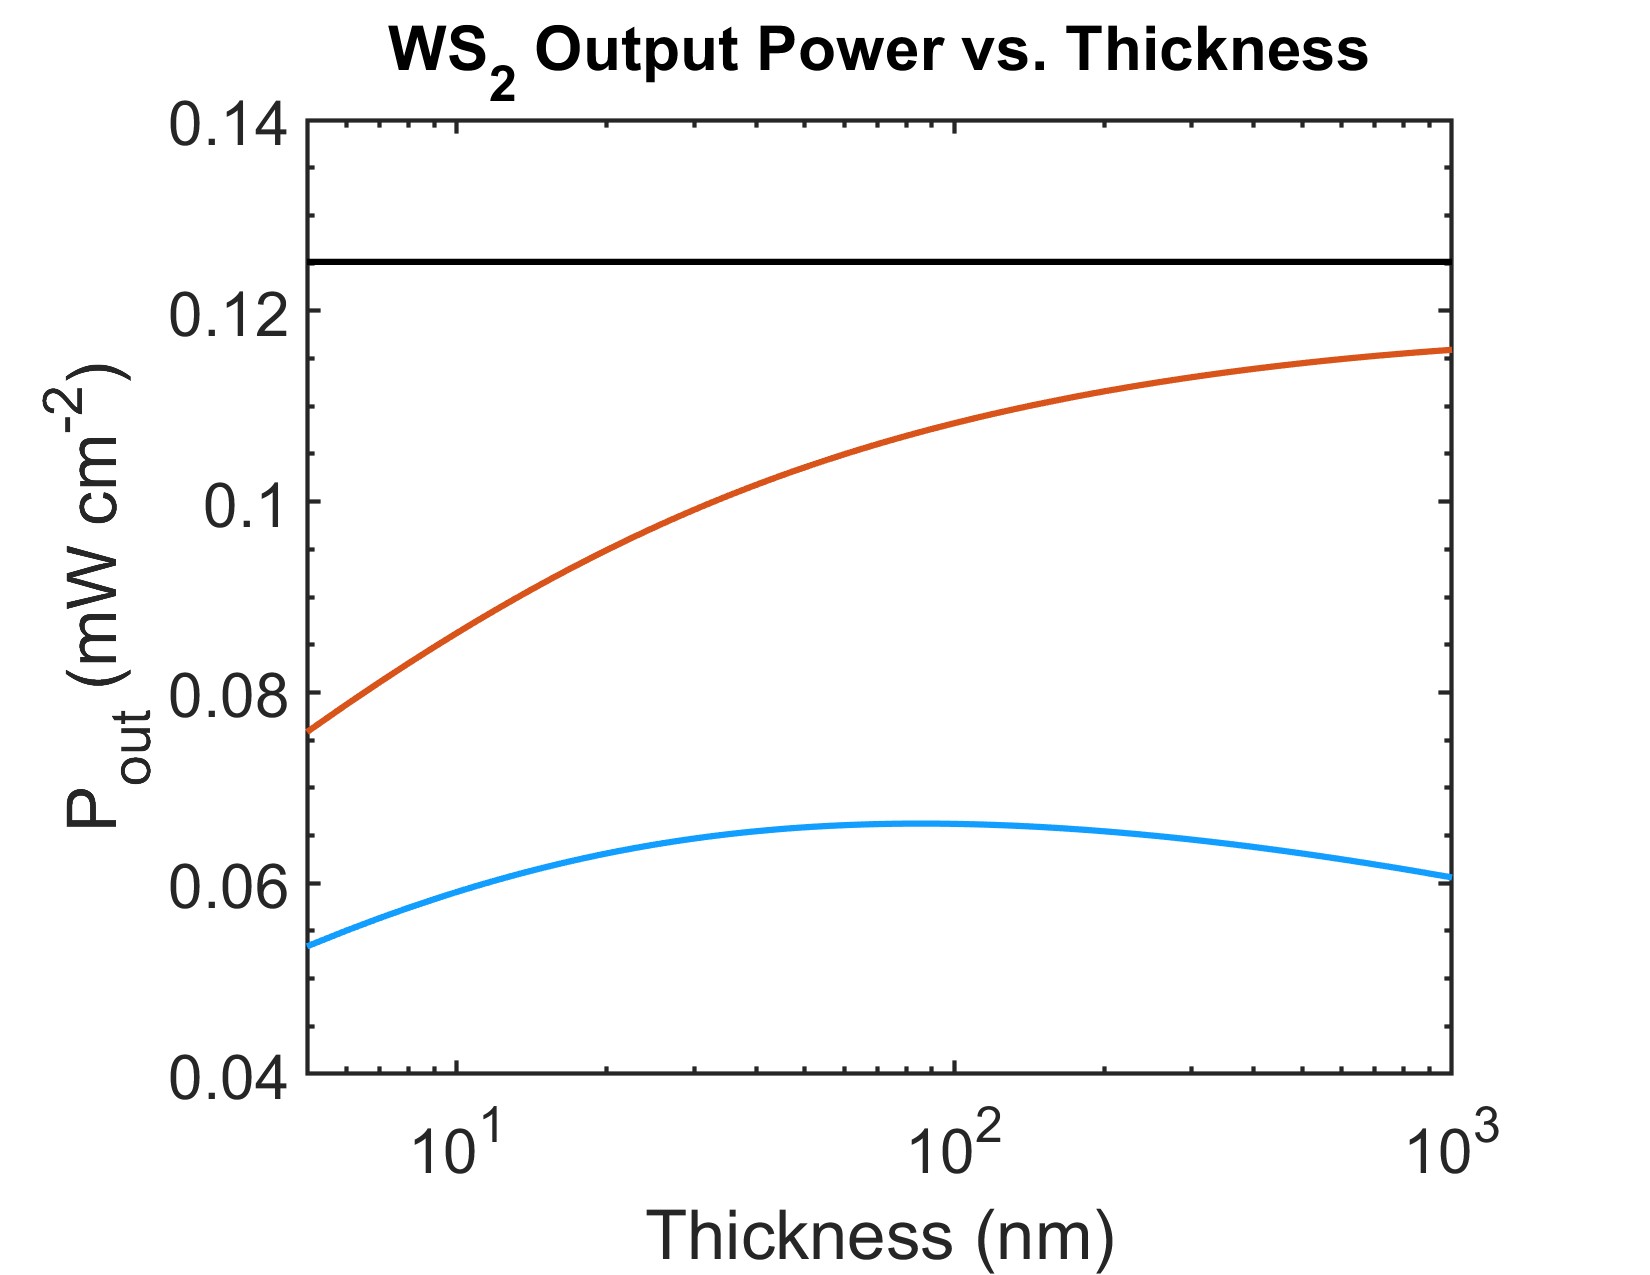 WS2 Output Power vs. Thickness
0.14
0.12
0.1
0.08
0.06
0.04
Pout (mW cm-2)
10^1 10^2 10^3
Thickness (nm)